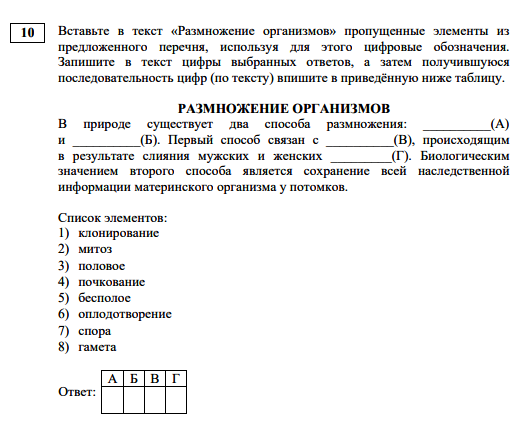 10
Вставьте в текст «Размножение организмов» пропущенные элементы из
предложенного перечня, используя для этого цифровые обозначения.
Запишите в текст цифры выбранных ответов, а затем получившуюся
последовательность цифр (по тексту) впишите в приведённую ниже таблицу.
РАЗМНОЖЕНИЕ ОРГАНИЗМОВ
В природе существует два способа размножения: __________(А)
и __________(Б). Первый способ связан с __________(В), происходящим
в результате слияния мужских и женских _________(Г). Биологическим
значением второго способа является сохранение всей наследственной
информации материнского организма у потомков.
Список элементов:
1) клонирование
2) митоз
3) половое
4) почкование
5) бесполое
6) оплодотворение
7) спора
8) гамета
А Б В Г
Ответ: